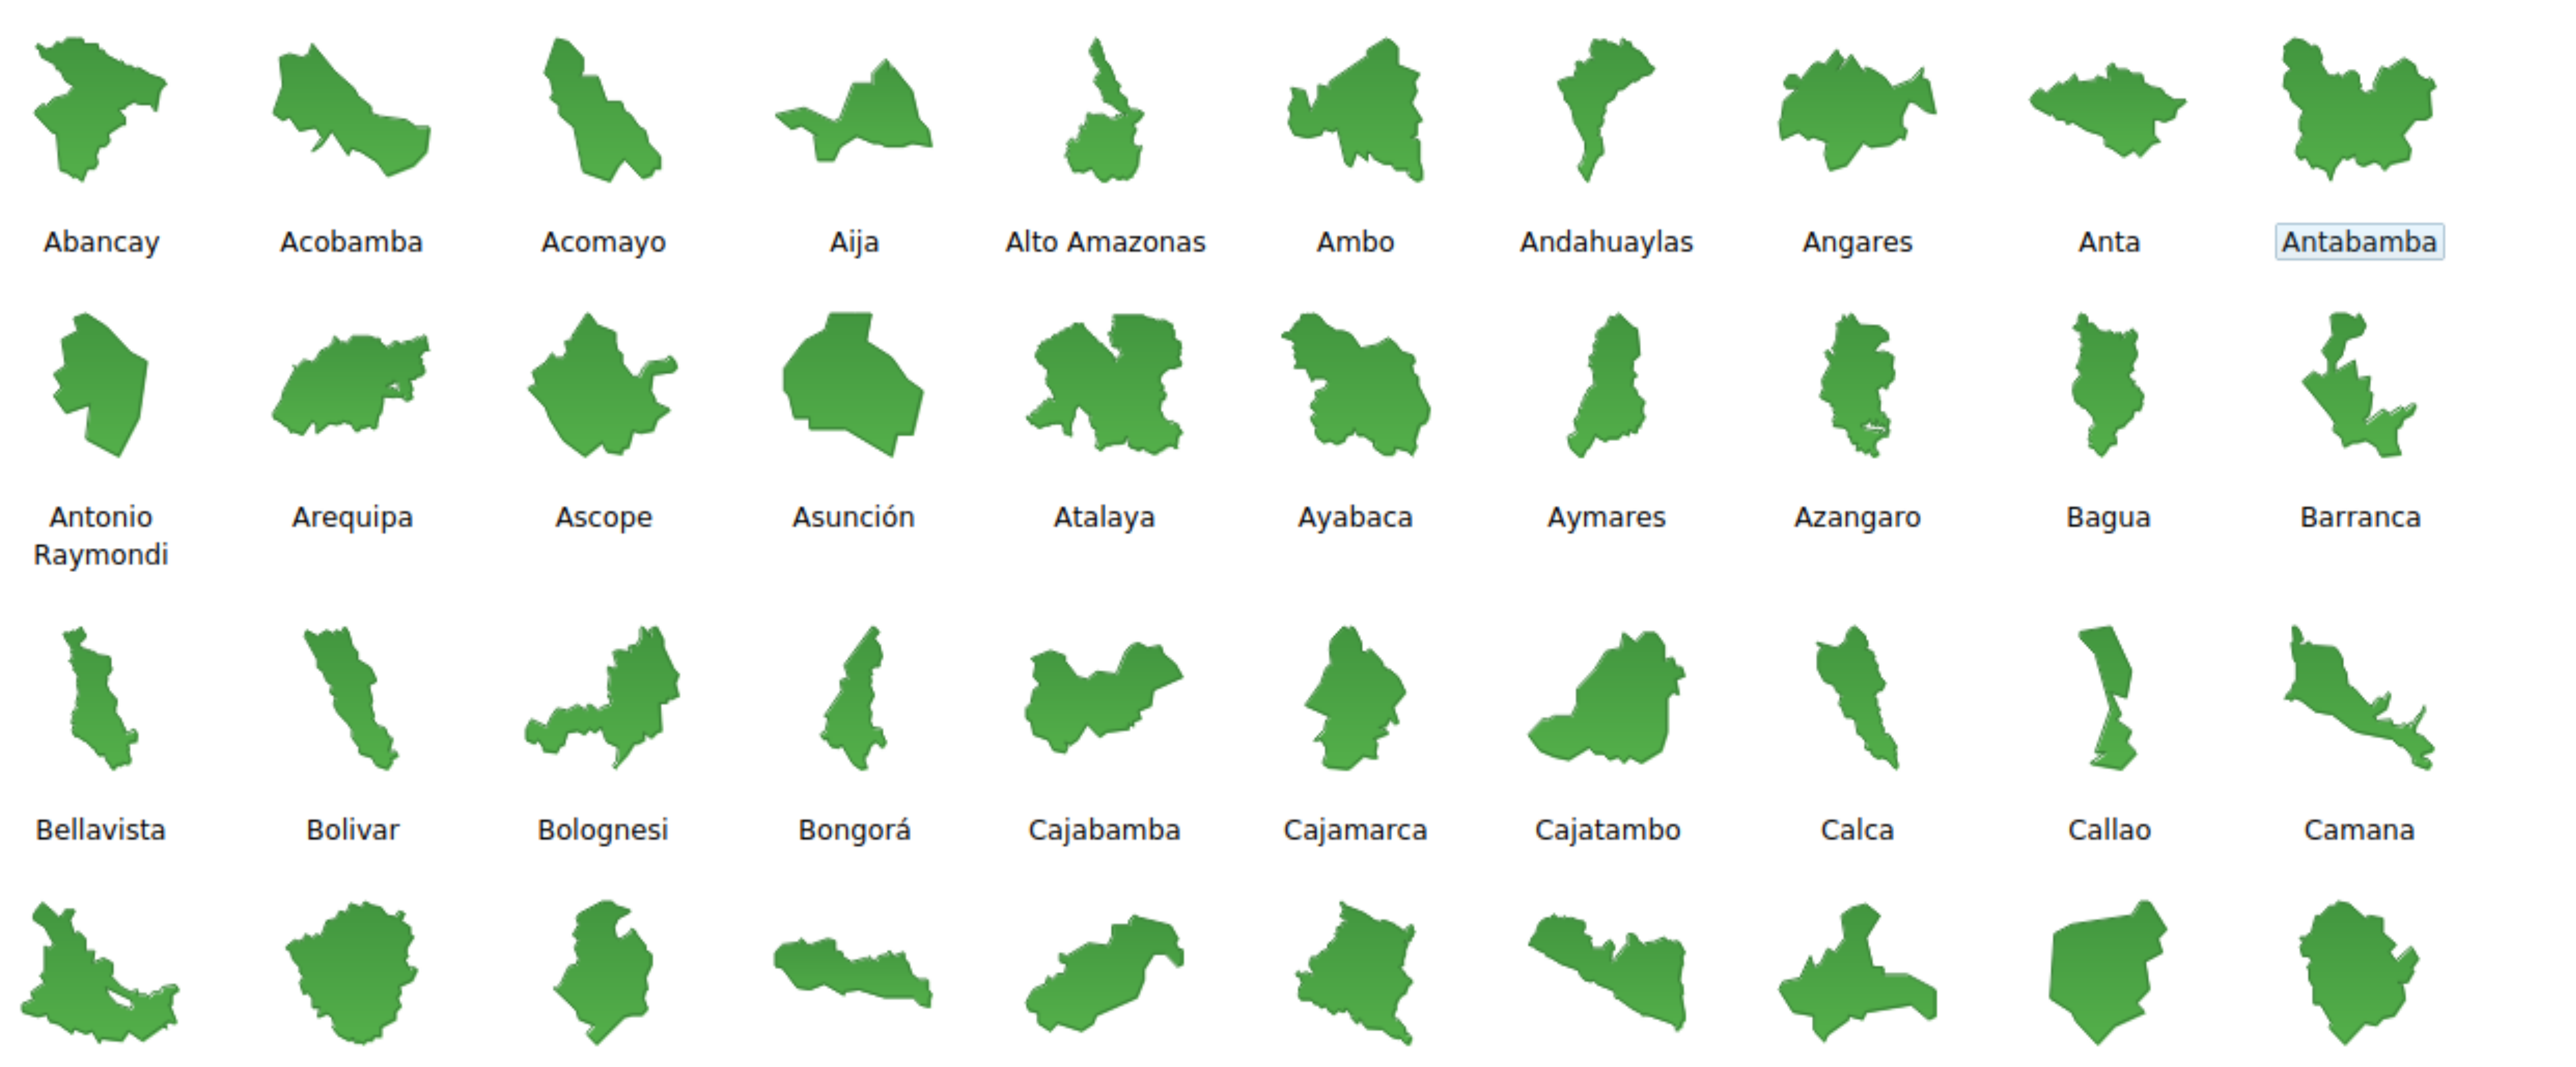 Abancay
Acobamba
Acomayo
Aija
Alto Amazonas
Ambo
Andahuaylas
Angares
Anta
Antabamba
Antonio
Raymondi
Arequipa
Ascope
Asunción
Atalaya
Ayabaca
Aymares
Azangaro
Bagua
Barranca
Bellavista
Bolivar
Bolognesi
Bongorá
Cajabamba
Cajamarca
Cajatambo
Calca
Callao
Camana